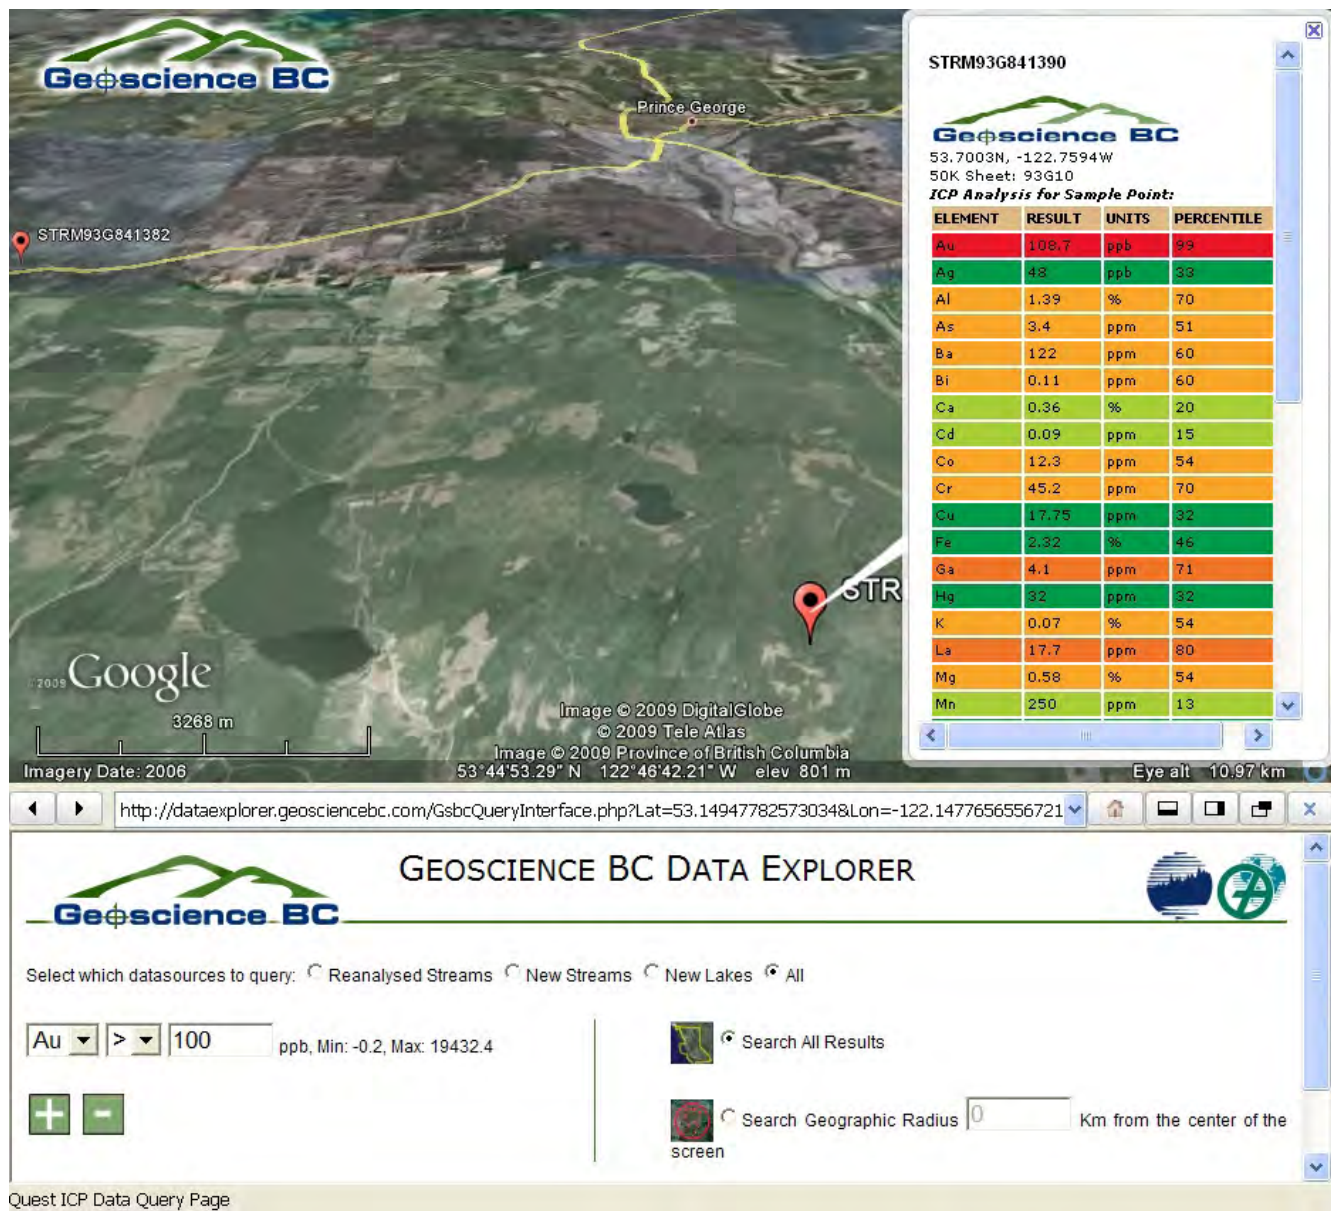 Geoscience BC
Prince George
STRM93G841382
STRM93G841390
Geoscience BC
53.7003N, -122.7594W
50K Sheet: 93G10
ICP Analysis for Sample Point:
ELEMENT RESULT UNITS PERCENTILE
Au 108.7 ppb 99
Ag 48 ppb 33
Al 1.39 % 70
As 3.4 ppm 51
Ba 122 ppm 60
Bi 0.11 ppm 60
Ca 0.36 % 20
Cd 0.09 ppm 15
Co 12.3 ppm 54
Cr 45.2 ppm 70
Cu 17.75 ppm 32
Fe 2.32 % 46
Ga 4.1 ppm 71
Hg 32 ppm 32
K 0.07 % 54
La 17.7 ppm 80
Mg 0.58 % 54
Mn 250 ppm 13
STR
©2009 Google
3268 m
Image © 2009 DigitalGlobe
© 2009 Tele Atlas
Image © 2009 Province of British Columbia
Imagery Date: 2006 53°44'53.29" N 122°46'42.21" W elev 801 m Eye alt 10.97 km
http://dataexplorer.geosciencebc.com/GsbcQueryInterface.php?Lat=53.14947782573034&Lon=-122.1477656556721
Geoscience BC
GEOSCIENCE BC DATA EXPLORER
Select which datasources to query: Reanalysed Streams New Streams New Lakes All
Au > 100 ppb, Min: -0.2, Max: 19432.4
Search All Results
Search Geographic Radius 0 Km from the center of the
screen
Quest ICP Data Query Page